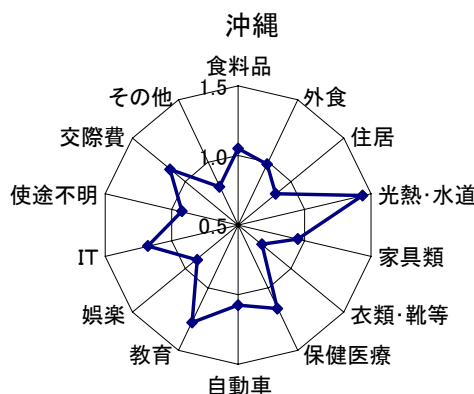 沖縄
食料品
外食
住居
光熱・水道
家具類
衣類・靴等
保健医療
自動車
教育
娯楽
IT
使途不明
交際費
その他
1.5
1.0
0.5